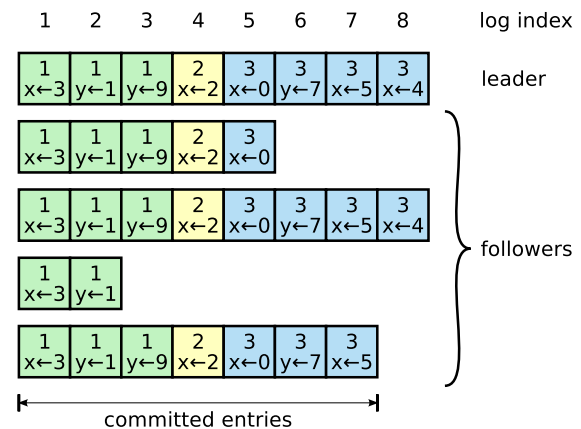 1 2 3 4 5 6 7 8 log index
1 1 1 2 3 3 3 3
x←3 y←1 y←9 x←2 x←0 y←7 x←5 x←4
leader
1 1 1 2 3
x←3 y←1 y←9 x←2 x←0
1 1 1 2 3 3 3 3
x←3 y←1 y←9 x←2 x←0 y←7 x←5 x←4
followers
1 1
x←3 y←1
1 1 1 2 3 3 3
x←3 y←1 y←9 x←2 x←0 y←7 x←5
committed entries